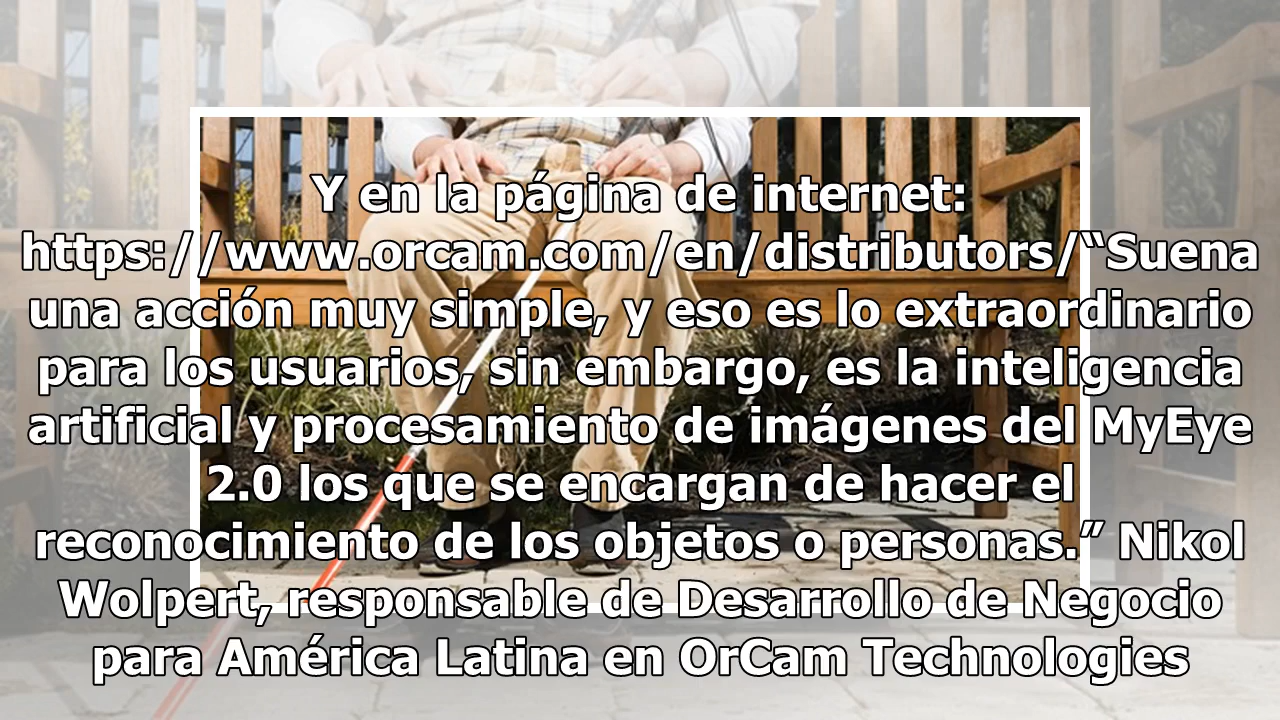 Y en la página de internet:
https://www.orcam.com/en/distributors/“Suena
una acción muy simple, y eso es lo extraordinario
para los usuarios, sin embargo, es la inteligencia
artificial y procesamiento de imágenes del MyEye
2.0 los que se encargan de hacer el
reconocimiento de los objetos o personas.” Nikol
Wolpert, responsable de Desarrollo de Negocio
para América Latina en OrCam Technologies